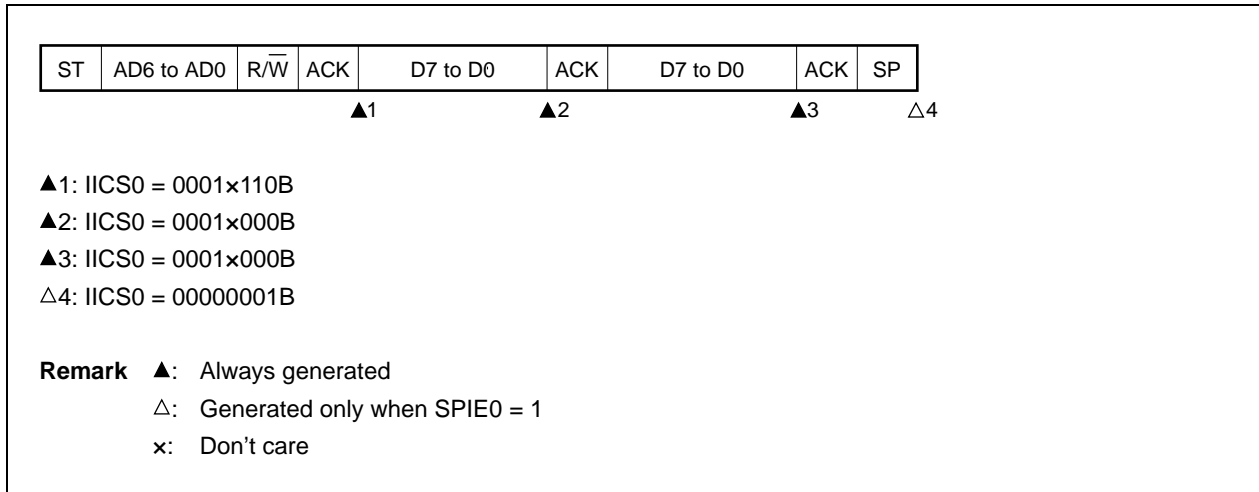 ST AD6 to AD0 R/W̅ ACK D7 to D0 ACK D7 to D0 ACK SP
▲1 ▲2 ▲3 △4
▲1: IICS0 = 0001×110B
▲2: IICS0 = 0001×000B
▲3: IICS0 = 0001×000B
△4: IICS0 = 00000001B
Remark ▲: Always generated
△: Generated only when SPIE0 = 1
×: Don't care